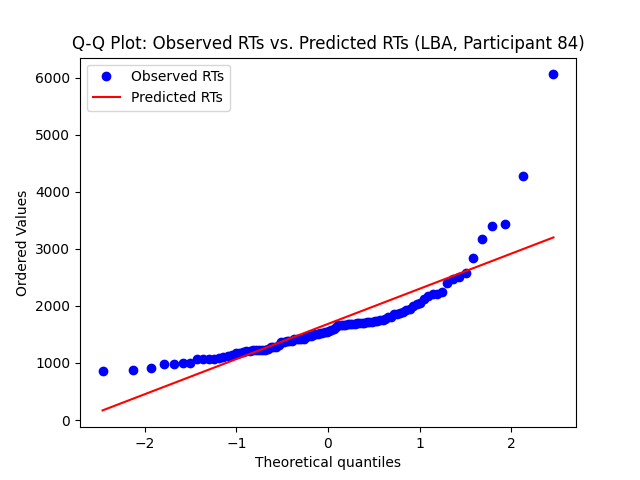 Q-Q Plot: Observed RTs vs. Predicted RTs (LBA, Participant 84)
Observed RTs
Predicted RTs
6000
5000
4000
3000
2000
1000
0
Ordered Values
−2
−1
0
1
2
Theoretical quantiles